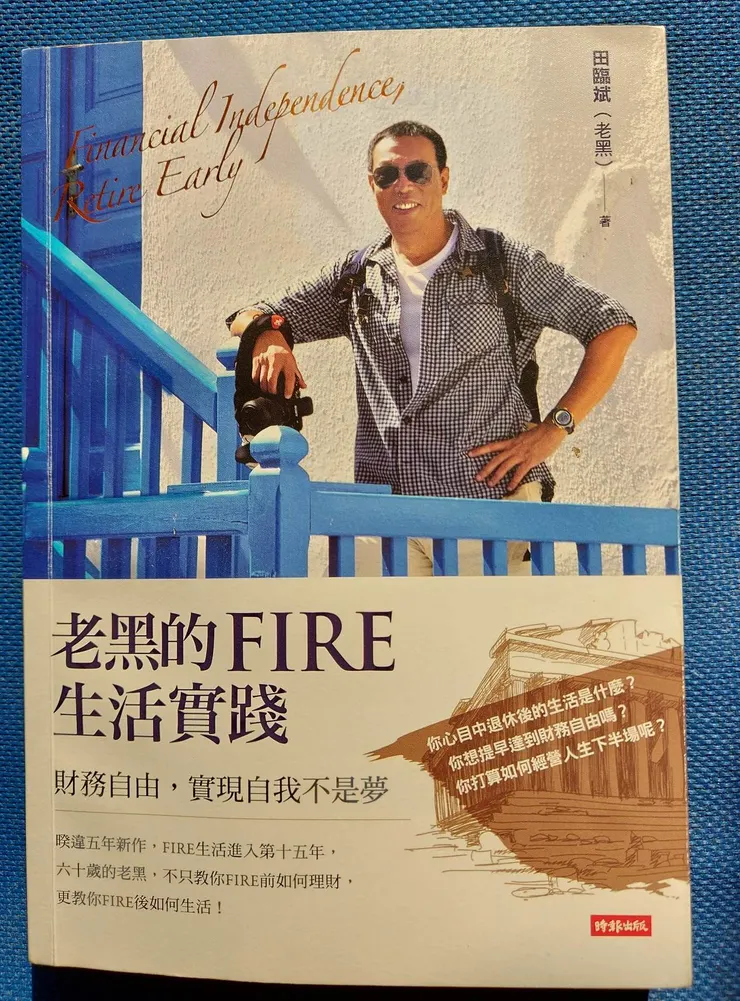 Financial Independence,
Retire Early
田臨斌（老黑）——著
老黑的FIRE
生活實踐
財務自由，實現自我不是夢
睽違五年新作，FIRE生活進入第十五年，
六十歲的老黑，不只教你FIRE前如何理財，
更教你FIRE後如何生活！
你心目中退休後的生活是什麼？
你想提早達到財務自由嗎？
你打算如何經營人生下半場呢？
時報出版